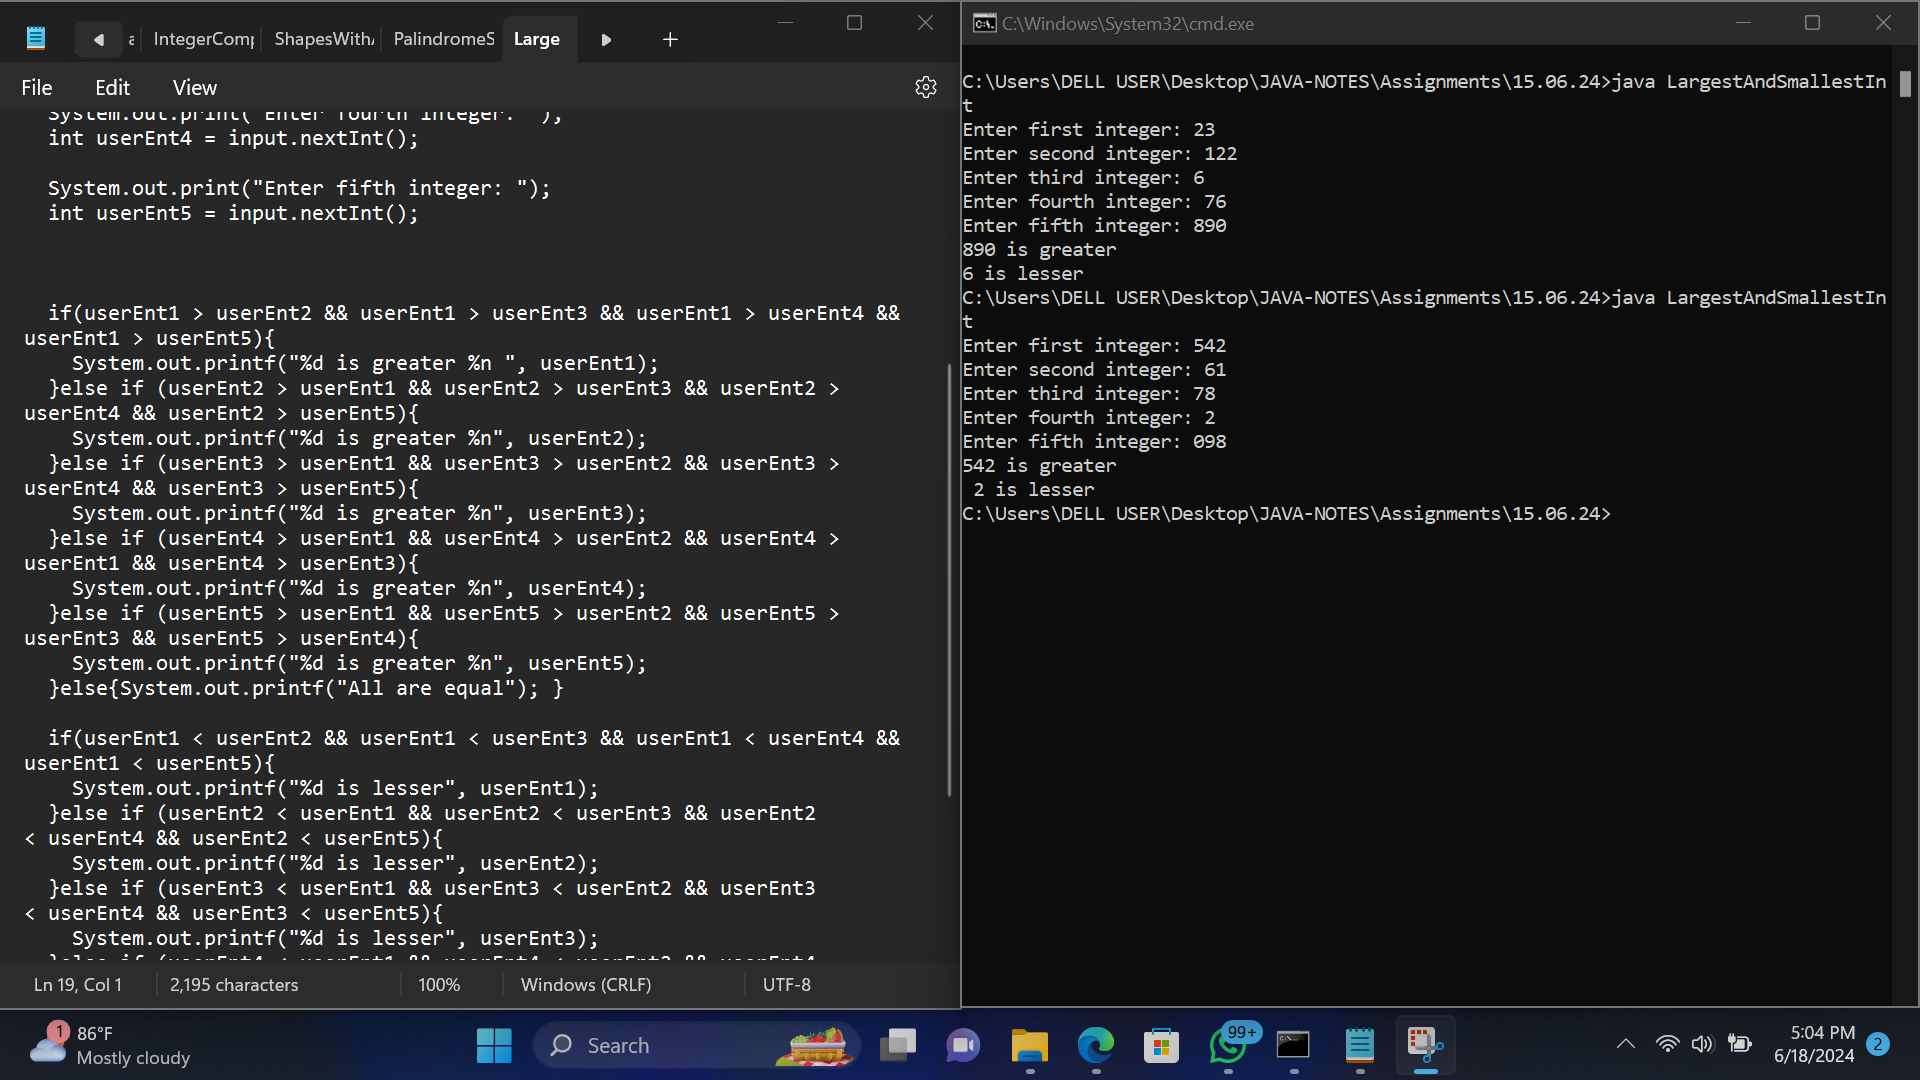 a
IntegerComp
ShapesWith
PalindromeS
Large
File
Edit
View
System.out.print("Enter fourth integer: ");
int userEnt4 = input.nextInt();
System.out.print("Enter fifth integer: ");
int userEnt5 = input.nextInt();
if(userEnt1 > userEnt2 && userEnt1 > userEnt3 && userEnt1 > userEnt4 &&
userEnt1 > userEnt5){
System.out.printf("%d is greater %n ", userEnt1);
}else if (userEnt2 > userEnt1 && userEnt2 > userEnt3 && userEnt2 >
userEnt4 && userEnt2 > userEnt5){
System.out.printf("%d is greater %n", userEnt2);
}else if (userEnt3 > userEnt1 && userEnt3 > userEnt2 && userEnt3 >
userEnt4 && userEnt3 > userEnt5){
System.out.printf("%d is greater %n", userEnt3);
}else if (userEnt4 > userEnt1 && userEnt4 > userEnt2 && userEnt4 >
userEnt1 && userEnt4 > userEnt3){
System.out.printf("%d is greater %n", userEnt4);
}else if (userEnt5 > userEnt1 && userEnt5 > userEnt2 && userEnt5 >
userEnt3 && userEnt5 > userEnt4){
System.out.printf("%d is greater %n", userEnt5);
}else{System.out.printf("All are equal"); }
if(userEnt1 < userEnt2 && userEnt1 < userEnt3 && userEnt1 < userEnt4 &&
userEnt1 < userEnt5){
System.out.printf("%d is lesser", userEnt1);
}else if (userEnt2 < userEnt1 && userEnt2 < userEnt3 && userEnt2
< userEnt4 && userEnt2 < userEnt5){
System.out.printf("%d is lesser", userEnt2);
}else if (userEnt3 < userEnt1 && userEnt3 < userEnt2 && userEnt3
< userEnt4 && userEnt3 < userEnt5){
System.out.printf("%d is lesser", userEnt3);
}else if (userEnt4 < userEnt1 && userEnt4 < userEnt2 && userEnt4
Ln 19, Col 1
2,195 characters
100%
Windows (CRLF)
UTF-8
C:\Windows\System32\cmd.exe
C:\Users\DELL USER\Desktop\JAVA-NOTES\Assignments\15.06.24>java LargestAndSmallestIn
t
Enter first integer: 23
Enter second integer: 122
Enter third integer: 6
Enter fourth integer: 76
Enter fifth integer: 890
890 is greater
6 is lesser
C:\Users\DELL USER\Desktop\JAVA-NOTES\Assignments\15.06.24>java LargestAndSmallestIn
t
Enter first integer: 542
Enter second integer: 61
Enter third integer: 78
Enter fourth integer: 2
Enter fifth integer: 098
542 is greater
2 is lesser
C:\Users\DELL USER\Desktop\JAVA-NOTES\Assignments\15.06.24>
1
86°F
Mostly cloudy
Search
99+
5:04 PM
6/18/2024
2